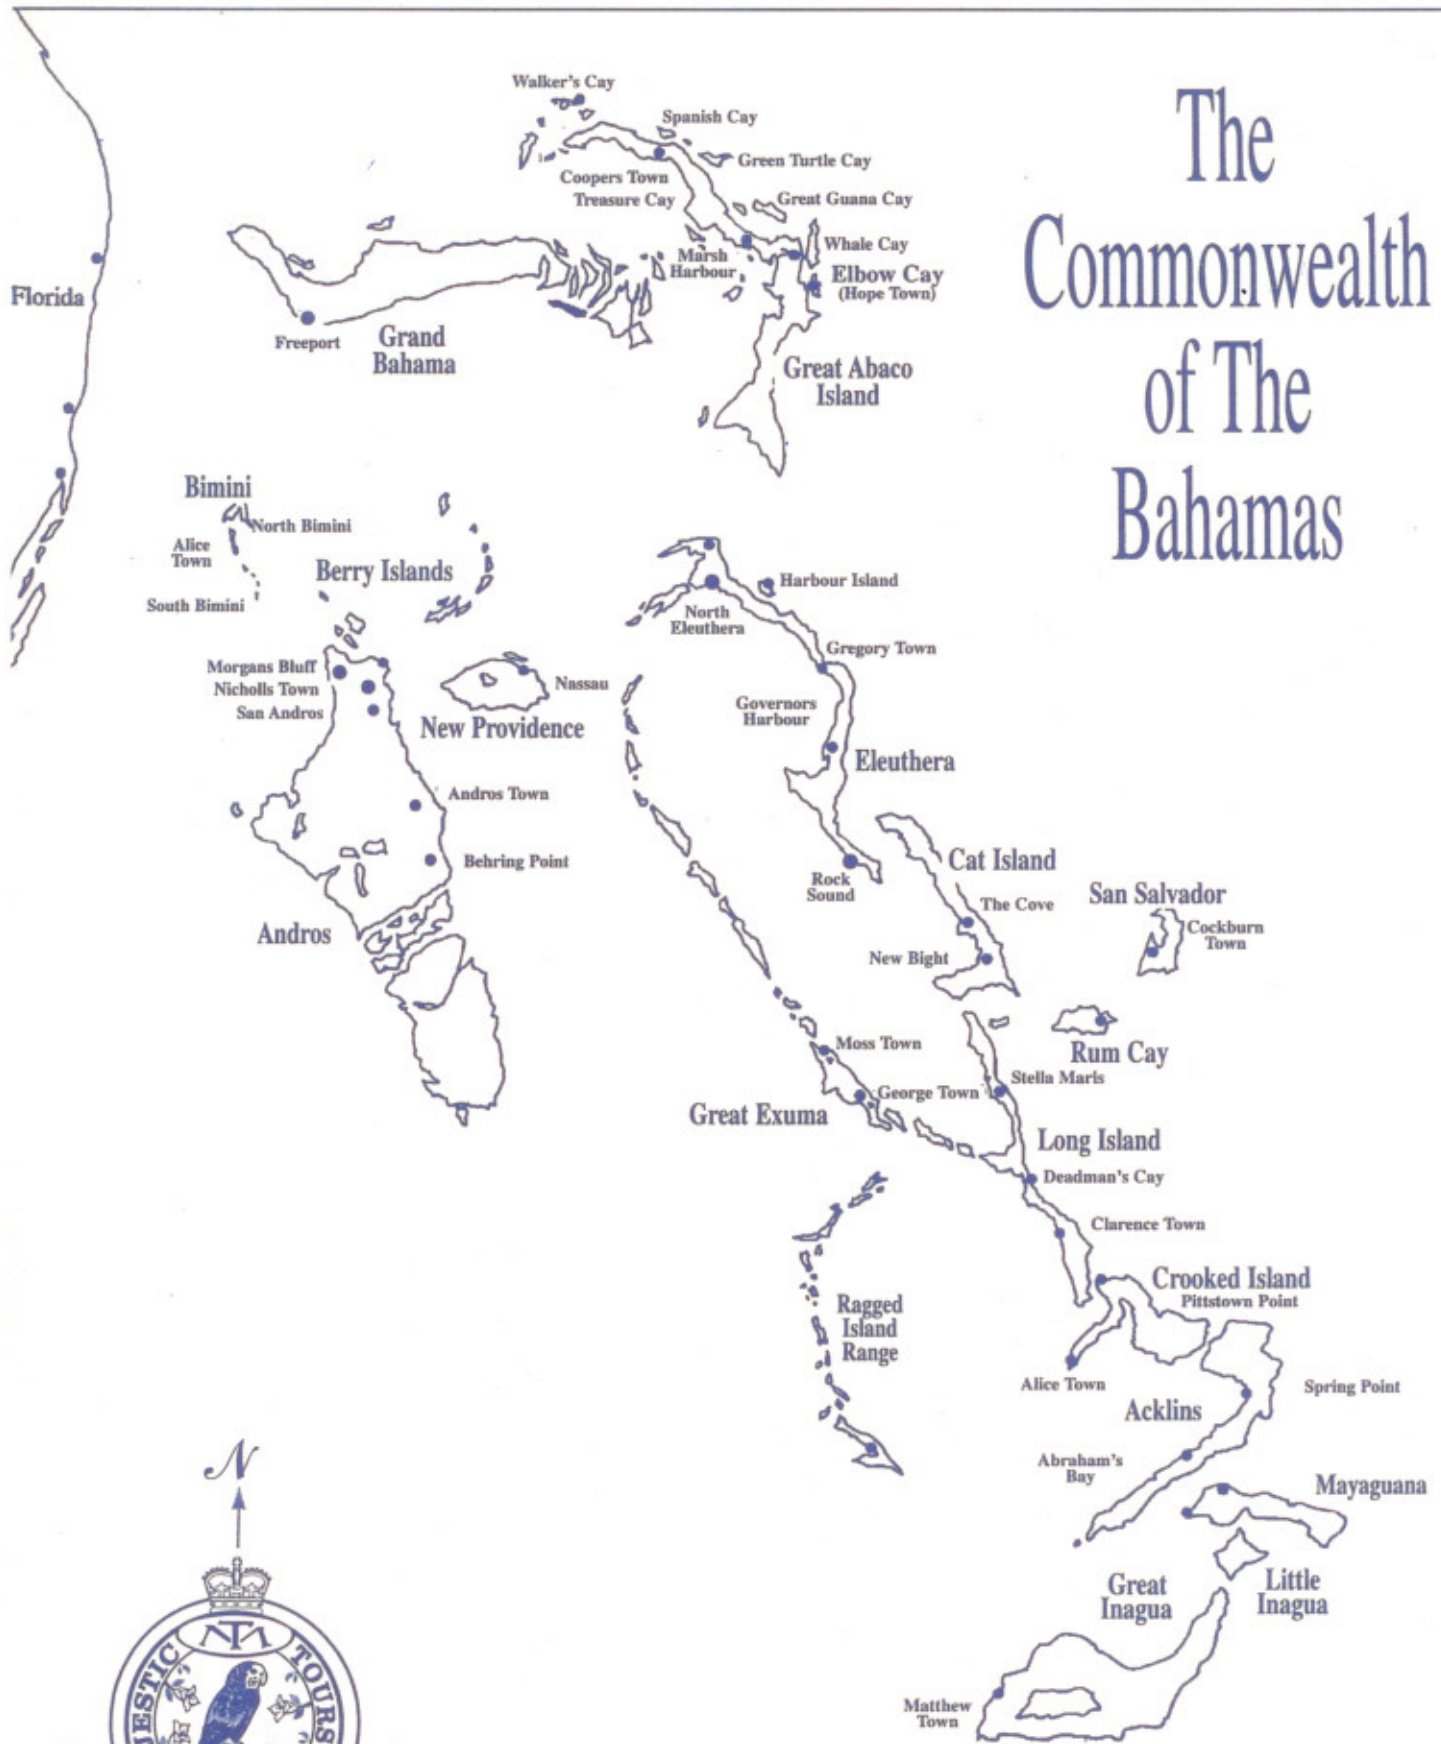 The
Commonwealth
of The
Bahamas
Walker's Cay
Spanish Cay
Green Turtle Cay
Coopers Town
Treasure Cay
Great Guana Cay
Whale Cay
Marsh
Harbour
Elbow Cay
(Hope Town)
Florida
Freeport
Grand
Bahama
Great Abaco
Island
Bimini
North Bimini
Alice
Town
South Bimini
Berry Islands
Harbour Island
North
Eleuthera
Gregory Town
Morgans Bluff
Nicholls Town
San Andros
Nassau
New Providence
Governors
Harbour
Eleuthera
Andros Town
Behring Point
Andros
Rock
Sound
Cat Island
The Cove
New Bight
San Salvador
Cockburn
Town
Rum Cay
Moss Town
Stella Maris
George Town
Great Exuma
Long Island
Deadman's Cay
Clarence Town
Crooked Island
Pittstown Point
Ragged
Island
Range
Alice Town
Spring Point
Acklins
Abraham's
Bay
Mayaguana
Great
Inagua
Little
Inagua
Matthew
Town
N
JESTIC TOURS